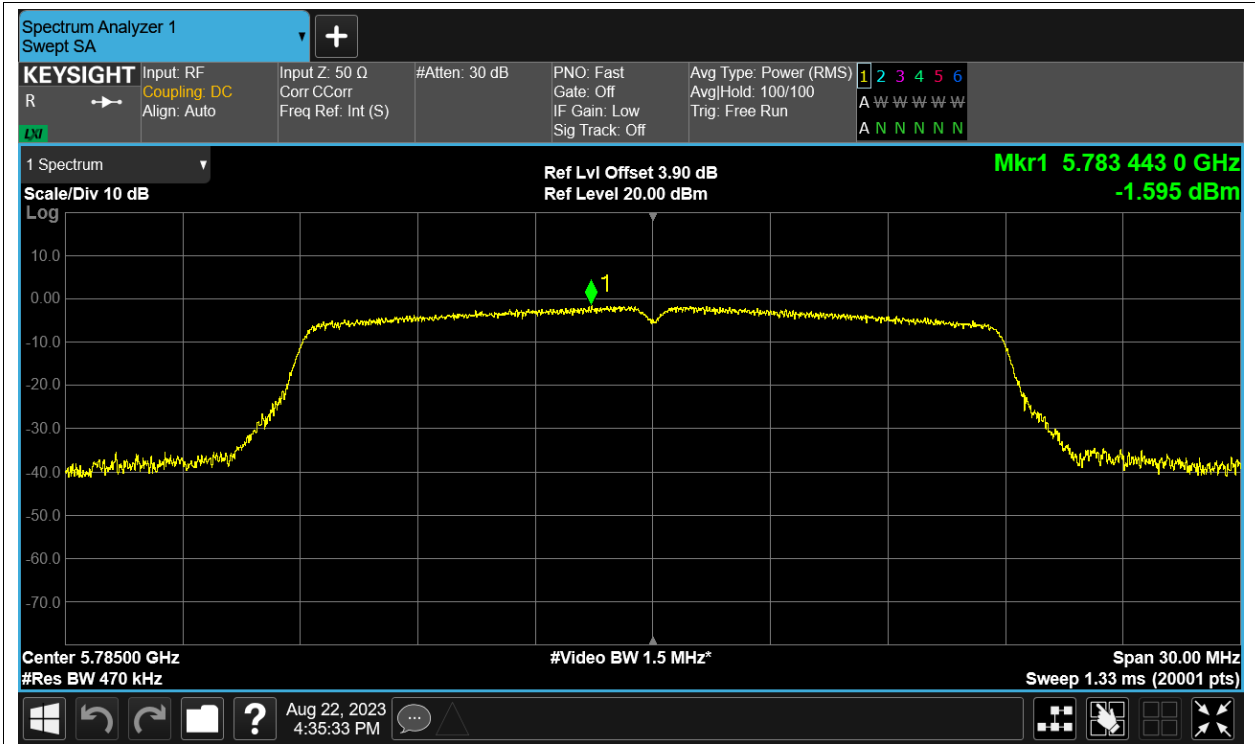 Spectrum Analyzer 1
Swept SA
KEYSIGHT
R
LXI
Input: RF
Coupling: DC
Align: Auto
Input Z: 50 Ω
Corr CCorr
Freq Ref: Int (S)
#Atten: 30 dB
PNO: Fast
Gate: Off
IF Gain: Low
Sig Track: Off
Avg Type: Power (RMS)
Avg|Hold: 100/100
Trig: Free Run
1 2 3 4 5 6
A W W W W W
A N N N N N
1 Spectrum
Scale/Div 10 dB
Ref Lvl Offset 3.90 dB
Ref Level 20.00 dBm
Mkr1 5.783 443 0 GHz
-1.595 dBm
Log
10.0
0.00
-10.0
-20.0
-30.0
-40.0
-50.0
-60.0
-70.0
1
Center 5.78500 GHz
#Res BW 470 kHz
#Video BW 1.5 MHz*
Span 30.00 MHz
Sweep 1.33 ms (20001 pts)
?
Aug 22, 2023
4:35:33 PM